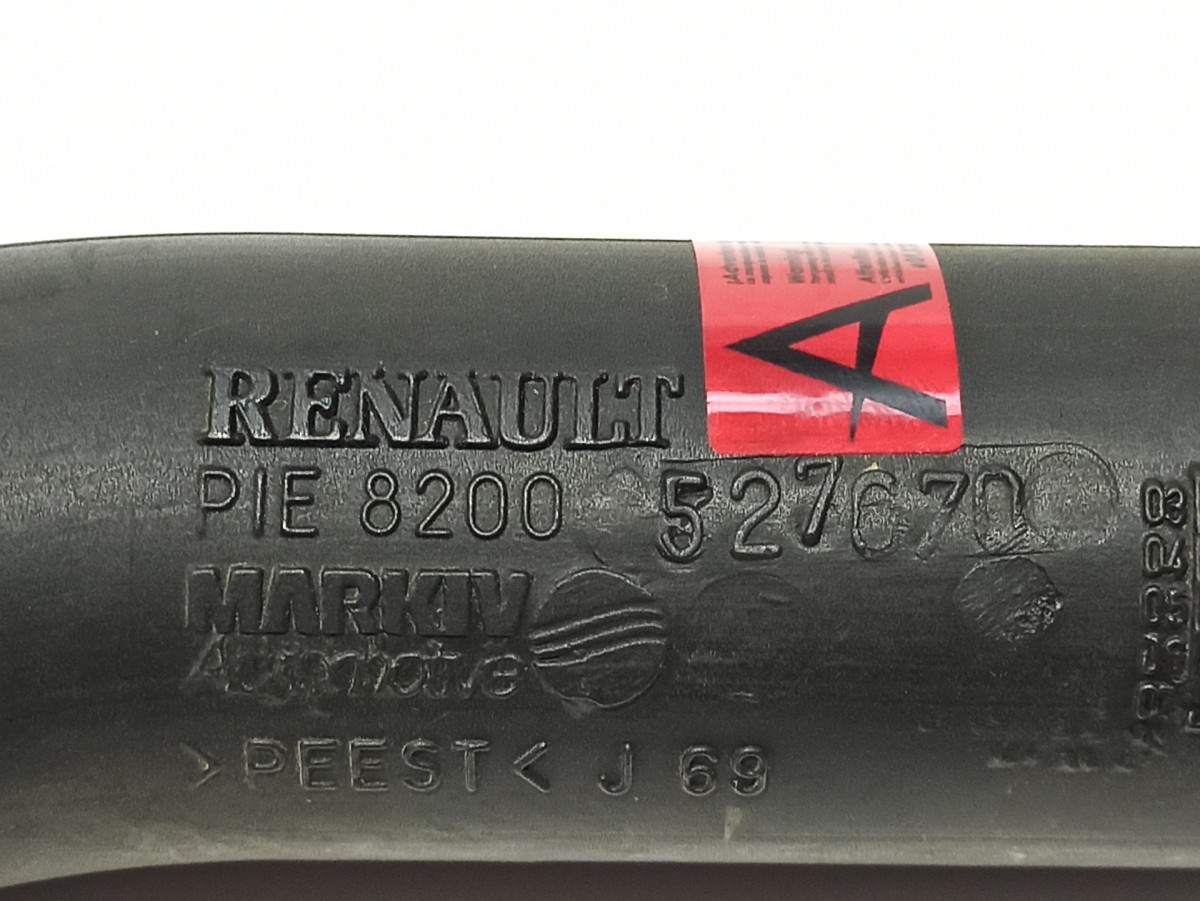 RENAULT
PIE 8200 527670
MARKIV
Automotive
>PEEST< J 69
A